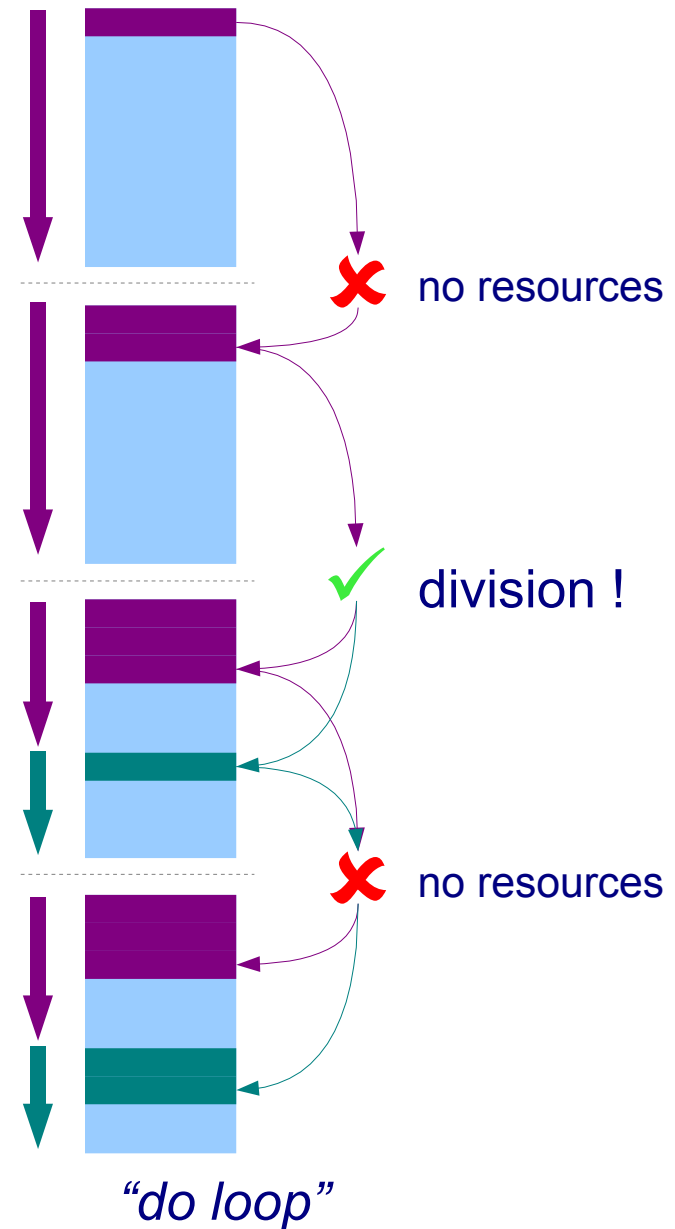 no resources
division !
no resources
“do loop”